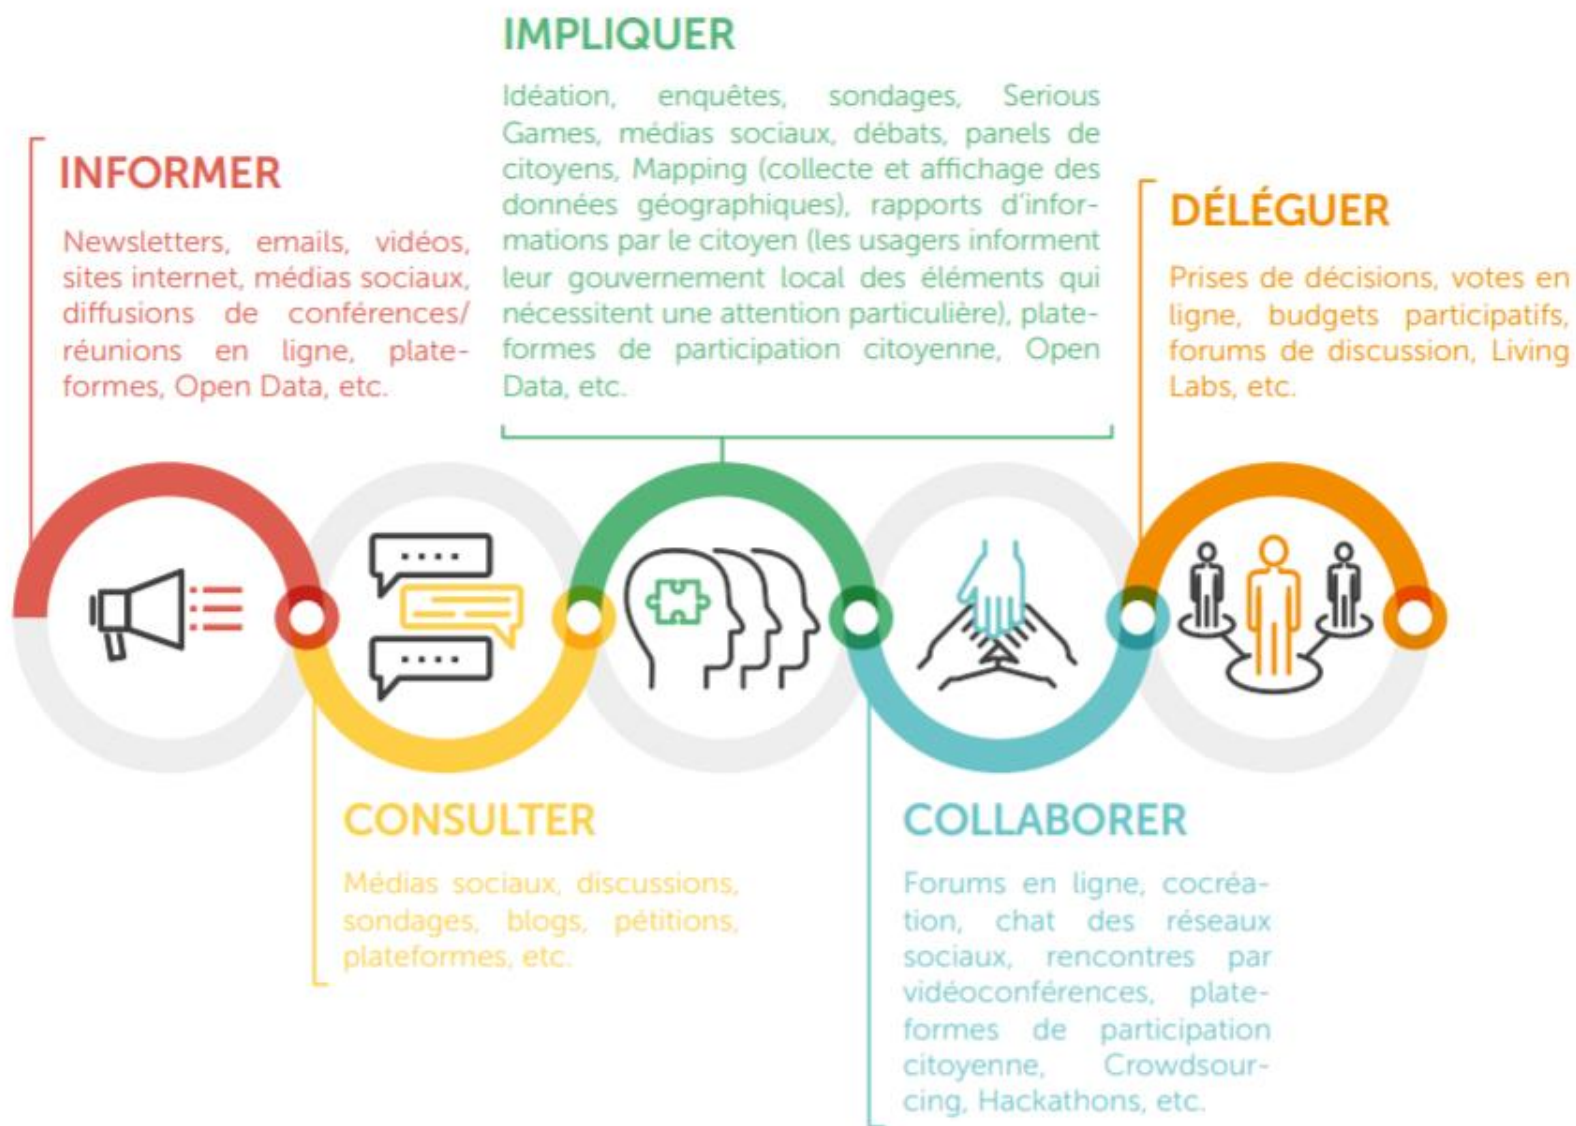 IMPLIQUER
Idéation, enquêtes, sondages, Serious
Games, médias sociaux, débats, panels de
citoyens, Mapping (collecte et affichage des
données géographiques), rapports d'infor-
mations par le citoyen (les usagers informent
leur gouvernement local des éléments qui
nécessitent une attention particulière), plate-
formes de participation citoyenne, Open
Data, etc.
INFORMER
Newsletters, emails, vidéos,
sites internet, médias sociaux,
diffusions de conférences/
réunions en ligne, plate-
formes, Open Data, etc.
DÉLÉGUER
Prises de décisions, votes en
ligne, budgets participatifs,
forums de discussion, Living
Labs, etc.
CONSULTER
Médias sociaux, discussions,
sondages, blogs, pétitions,
plateformes, etc.
COLLABORER
Forums en ligne, cocréa-
tion, chat des réseaux
sociaux, rencontres par
vidéoconférences, plate-
formes de participation
citoyenne, Crowdsour-
cing, Hackathons, etc.